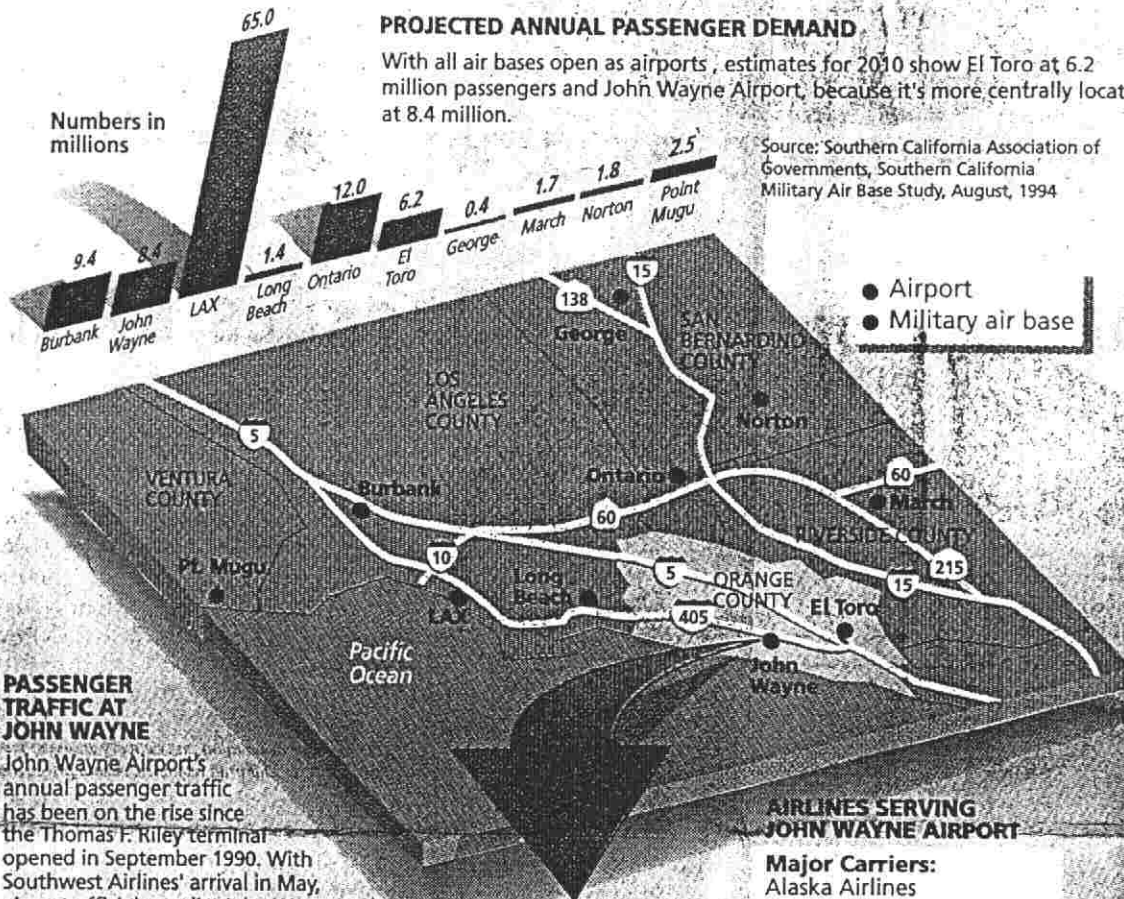 PROJECTED ANNUAL PASSENGER DEMAND
With all air bases open as airports, estimates for 2010 show El Toro at 6.2
million passengers and John Wayne Airport, because it's more centrally locat
at 8.4 million.
Numbers in
millions
Source: Southern California Association of
Governments, Southern California
Military Air Base Study, August, 1994
9.4
Burbank
8.4
John
Wayne
65.0
LAX
1.4
Long
Beach
12.0
Ontario
6.2
El
Toro
0.4
George
1.7
March
1.8
Norton
2.5
Point
Mugu
Airport
Military air base
15
138
George
SAN
BERNARDINO
COUNTY
LOS
ANGELES
COUNTY
Norton
5
VENTURA
COUNTY
Burbank
Ontario
60
60
March
RIVERSIDE COUNTY
Pt. Mugu
10
LAX
Long
Beach
5
ORANGE
COUNTY
El Toro
15
215
405
John
Wayne
Pacific
Ocean
PASSENGER
TRAFFIC AT
JOHN WAYNE
John Wayne Airport's
annual passenger traffic
has been on the rise since
the Thomas F. Riley terminal
opened in September 1990. With
Southwest Airlines' arrival in May,
AIRLINES SERVING
JOHN WAYNE AIRPORT
Major Carriers:
Alaska Airlines